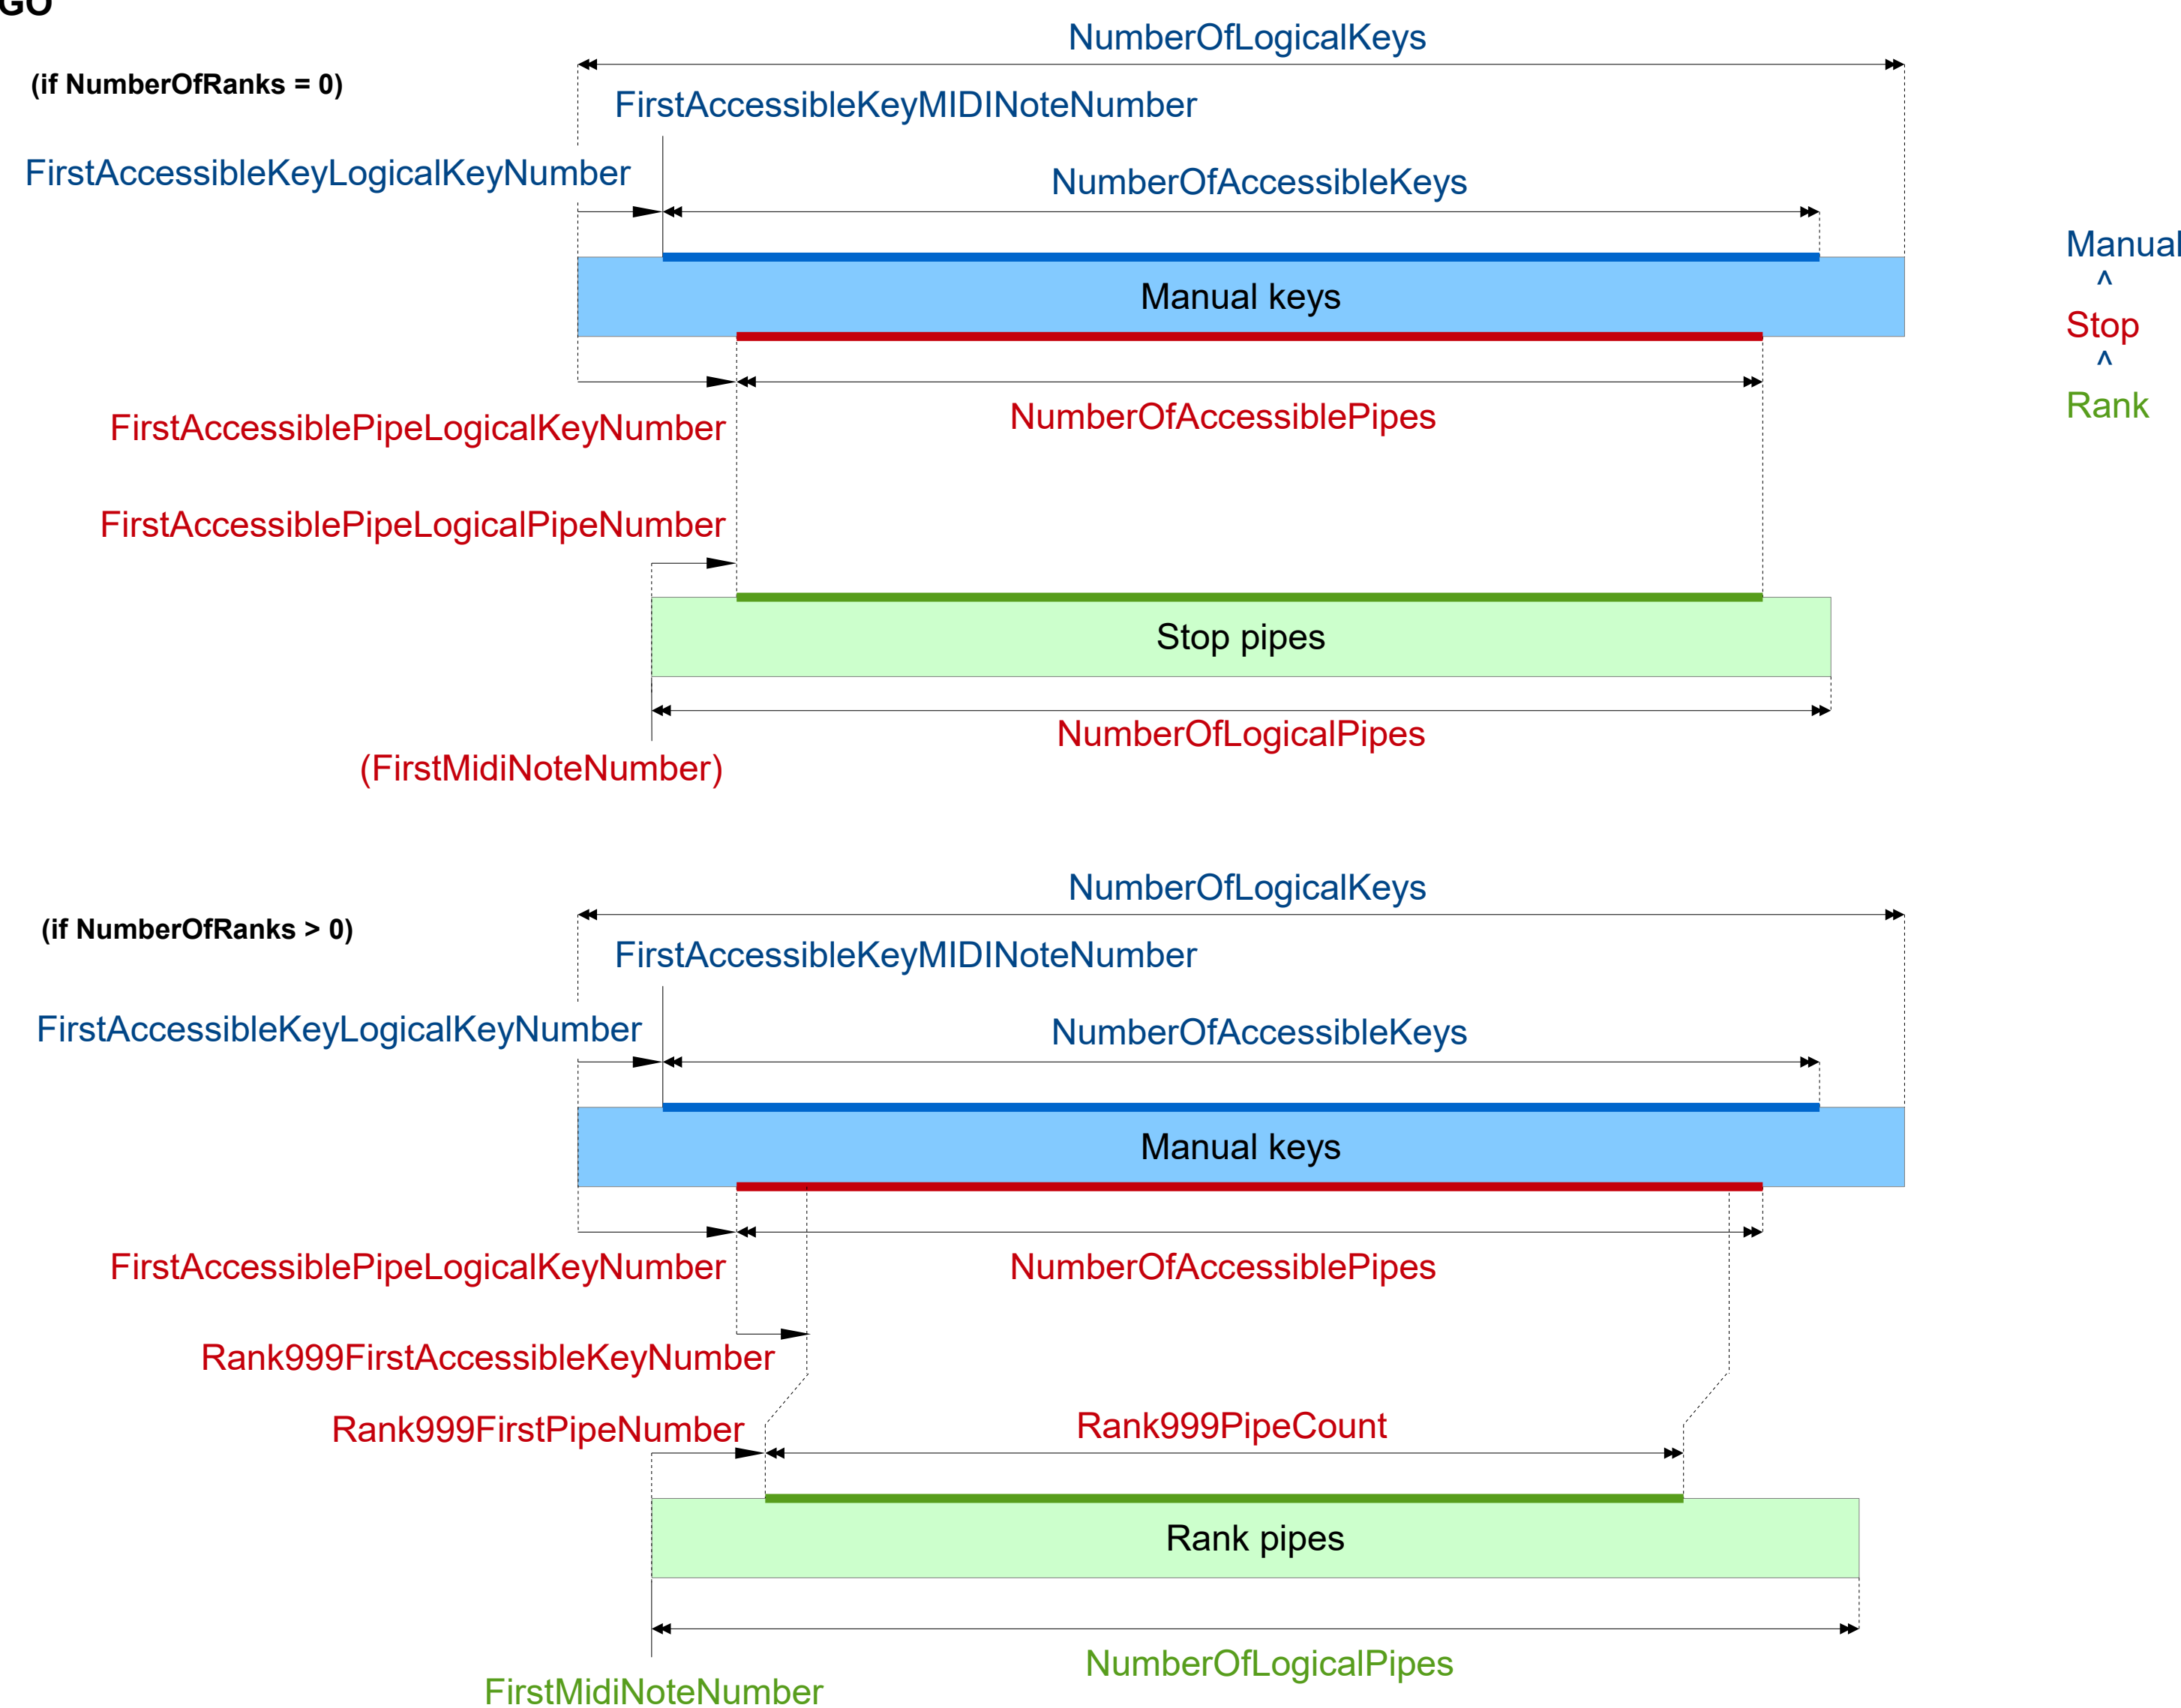 GO
NumberOfLogicalKeys
(if NumberOfRanks = 0)
FirstAccessibleKeyMIDINoteNumber
FirstAccessibleKeyLogicalKeyNumber
NumberOfAccessibleKeys
Manual keys
Manual
^
Stop
^
Rank
FirstAccessiblePipeLogicalKeyNumber
NumberOfAccessiblePipes
FirstAccessiblePipeLogicalPipeNumber
Stop pipes
NumberOfLogicalPipes
(FirstMidiNoteNumber)
NumberOfLogicalKeys
(if NumberOfRanks > 0)
FirstAccessibleKeyMIDINoteNumber
FirstAccessibleKeyLogicalKeyNumber
NumberOfAccessibleKeys
Manual keys
FirstAccessiblePipeLogicalKeyNumber
NumberOfAccessiblePipes
Rank999FirstAccessibleKeyNumber
Rank999FirstPipeNumber
Rank999PipeCount
Rank pipes
NumberOfLogicalPipes
FirstMidiNoteNumber